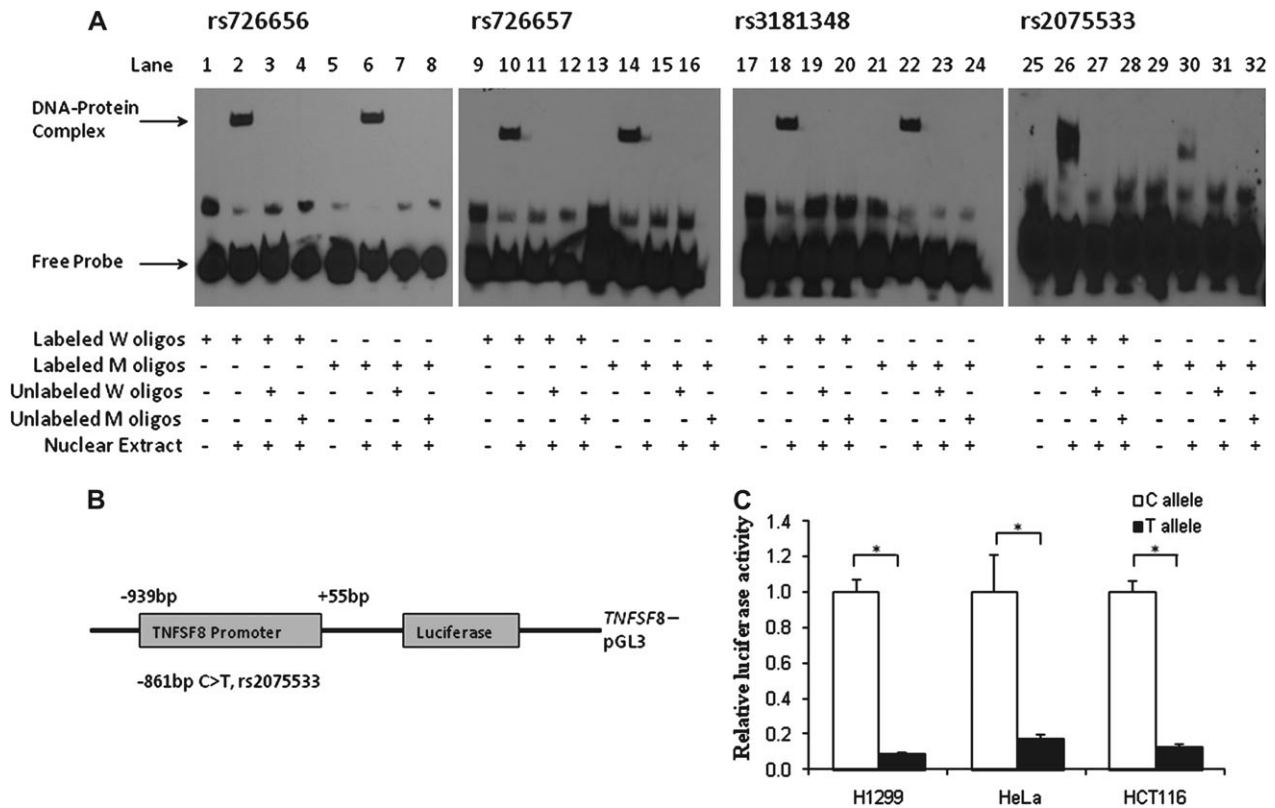 A
rs726656 rs726657 rs3181348 rs2075533
Lane 1 2 3 4 5 6 7 8 9 10 11 12 13 14 15 16 17 18 19 20 21 22 23 24 25 26 27 28 29 30 31 32
DNA-Protein
Complex
Free Probe
Labeled W oligos + + + + - - - - + + + + - - - - + + + + - - - - + + + + - - - -
Labeled M oligos - - - - + + + + - - - - + + + + - - - - + + + + - - - - + + + +
Unlabeled W oligos - - + - - - + - - - + - - - + - - - + - - - + - - - + - - - + -
Unlabeled M oligos - - - + - - - + - - - + - - - + - - - + - - - + - - - + - - - +
Nuclear Extract - + + + - + + + - + + + - + + + - + + + - + + + - + + + - + + +
B
-939bp +55bp
TNFSF8 Promoter Luciferase
TNFSF8–
pGL3
-861bp C>T, rs2075533
C
C allele
T allele
Relative luciferase activity
1.4
1.2
1.0
0.8
0.6
0.4
0.2
0.0
* * *
H1299 HeLa HCT116